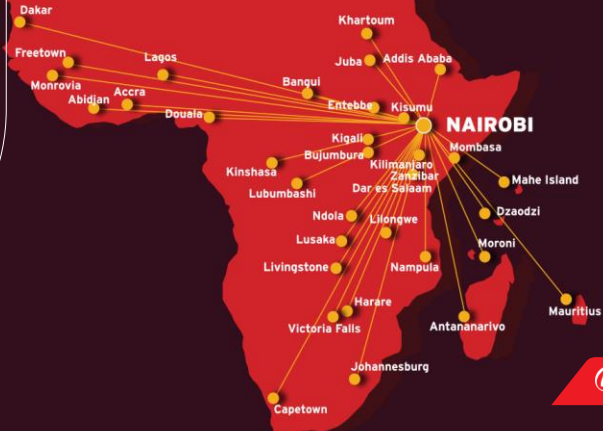 Dakar
Khartoum
Freetown
Lagos
Juba
Addis Ababa
Monrovia
Bangui
Abidjan
Accra
Entebbe
Kisumu
Douala
NAIROBI
Kigali
Mombasa
Bujumbura
Kilimanjaro
Kinshasa
Zanzibar
Mahe Island
Lubumbashi
Dar es Salaam
Ndola
Lilongwe
Dzaodzi
Lusaka
Moroni
Livingstone
Nampula
Harare
Mauritius
Victoria Falls
Antananarivo
Johannesburg
Capetown